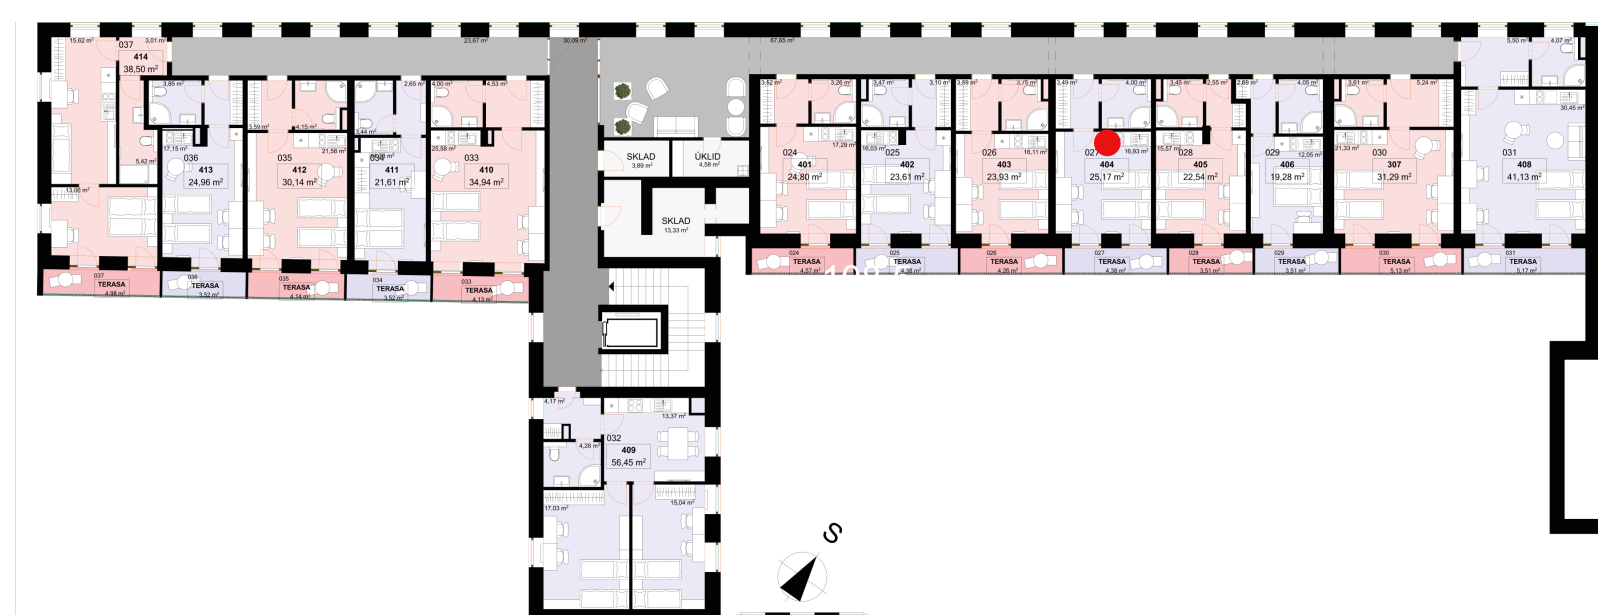 15,62 m²
037
3,01 m²
414
38,50 m²
23,67 m²
30,09 m²
67,65 m²
5,50 m²
4,07 m²
3,85 m²
3,59 m²
4,15 m²
3,44 m²
2,65 m²
4,00 m²
4,53 m²
3,52 m²
3,26 m²
3,47 m²
3,10 m²
3,59 m²
3,75 m²
3,49 m²
4,00 m²
3,45 m²
2,55 m²
4,05 m²
3,61 m²
5,24 m²
30,45 m²
5,42 m²
13,00 m²
17,15 m²
036
413
24,96 m²
21,58 m²
035
412
30,14 m²
034
411
21,61 m²
25,58 m²
033
410
34,94 m²
SKLAD
3,89 m²
ÚKLID
4,58 m²
SKLAD
13,33 m²
17,29 m²
024
401
24,80 m²
16,03 m²
025
402
23,61 m²
16,11 m²
026
403
23,93 m²
16,93 m²
404
25,17 m²
15,57 m²
028
405
22,54 m²
12,05 m²
029
406
19,28 m²
21,33 m²
030
307
31,29 m²
031
408
41,13 m²
037
TERASA
4,98 m²
036
TERASA
3,52 m²
035
TERASA
4,14 m²
034
TERASA
3,52 m²
033
TERASA
4,13 m²
024
TERASA
4,57 m²
025
TERASA
4,38 m²
026
TERASA
4,26 m²
027
TERASA
4,38 m²
028
TERASA
3,51 m²
029
TERASA
3,51 m²
030
TERASA
5,13 m²
031
TERASA
5,17 m²
4,17 m²
13,37 m²
4,28 m²
032
409
56,45 m²
17,03 m²
15,04 m²
S